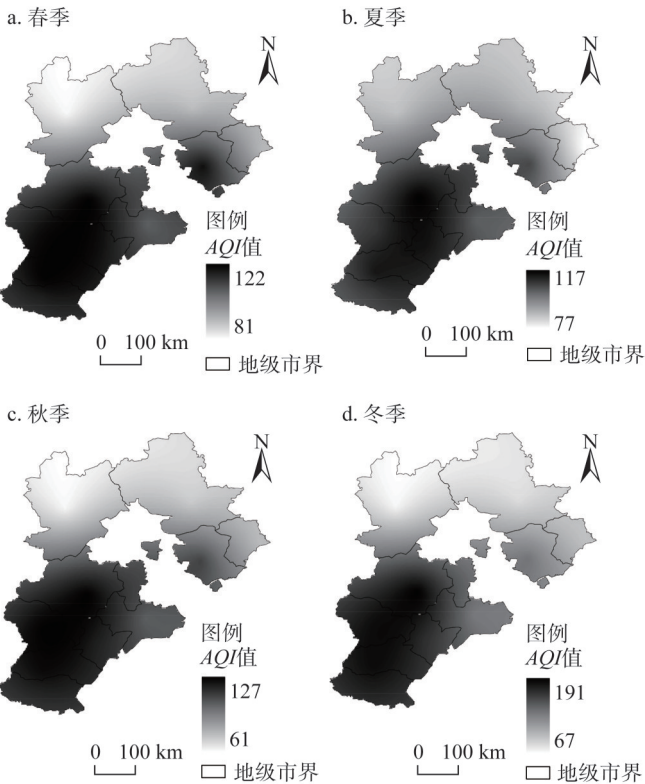 a. 春季
N
图例
AQI值
122
81
0 100 km
地级市界
b. 夏季
N
图例
AQI值
117
77
0 100 km
地级市界
c. 秋季
N
图例
AQI值
127
61
0 100 km
地级市界
d. 冬季
N
图例
AQI值
191
67
0 100 km
地级市界